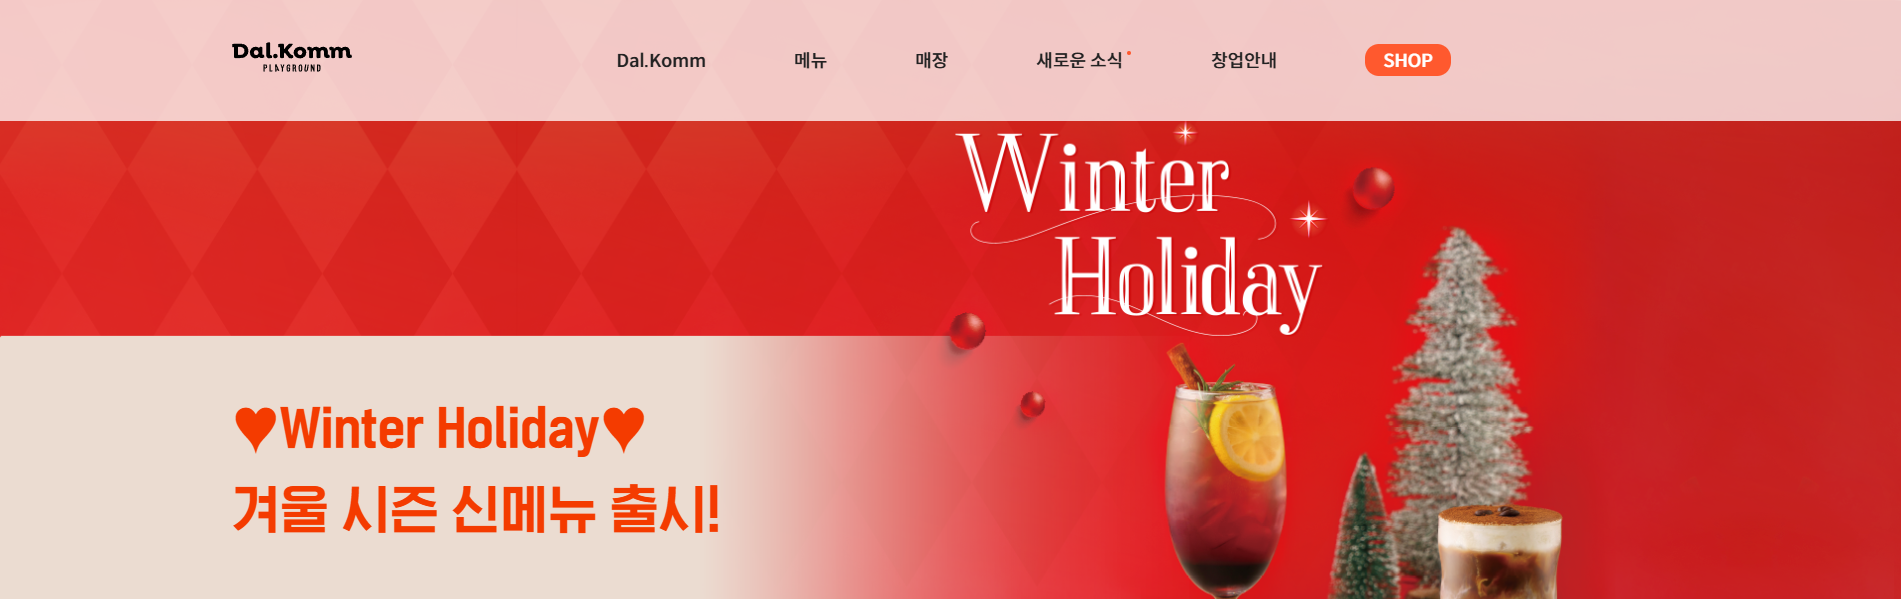 Dal.Komm
PLAYGROUND
Dal.Komm
메뉴
매장
새로운 소식
창업안내
SHOP
Winter
Holiday
♥Winter Holiday♥
겨울 시즌 신메뉴 출시!